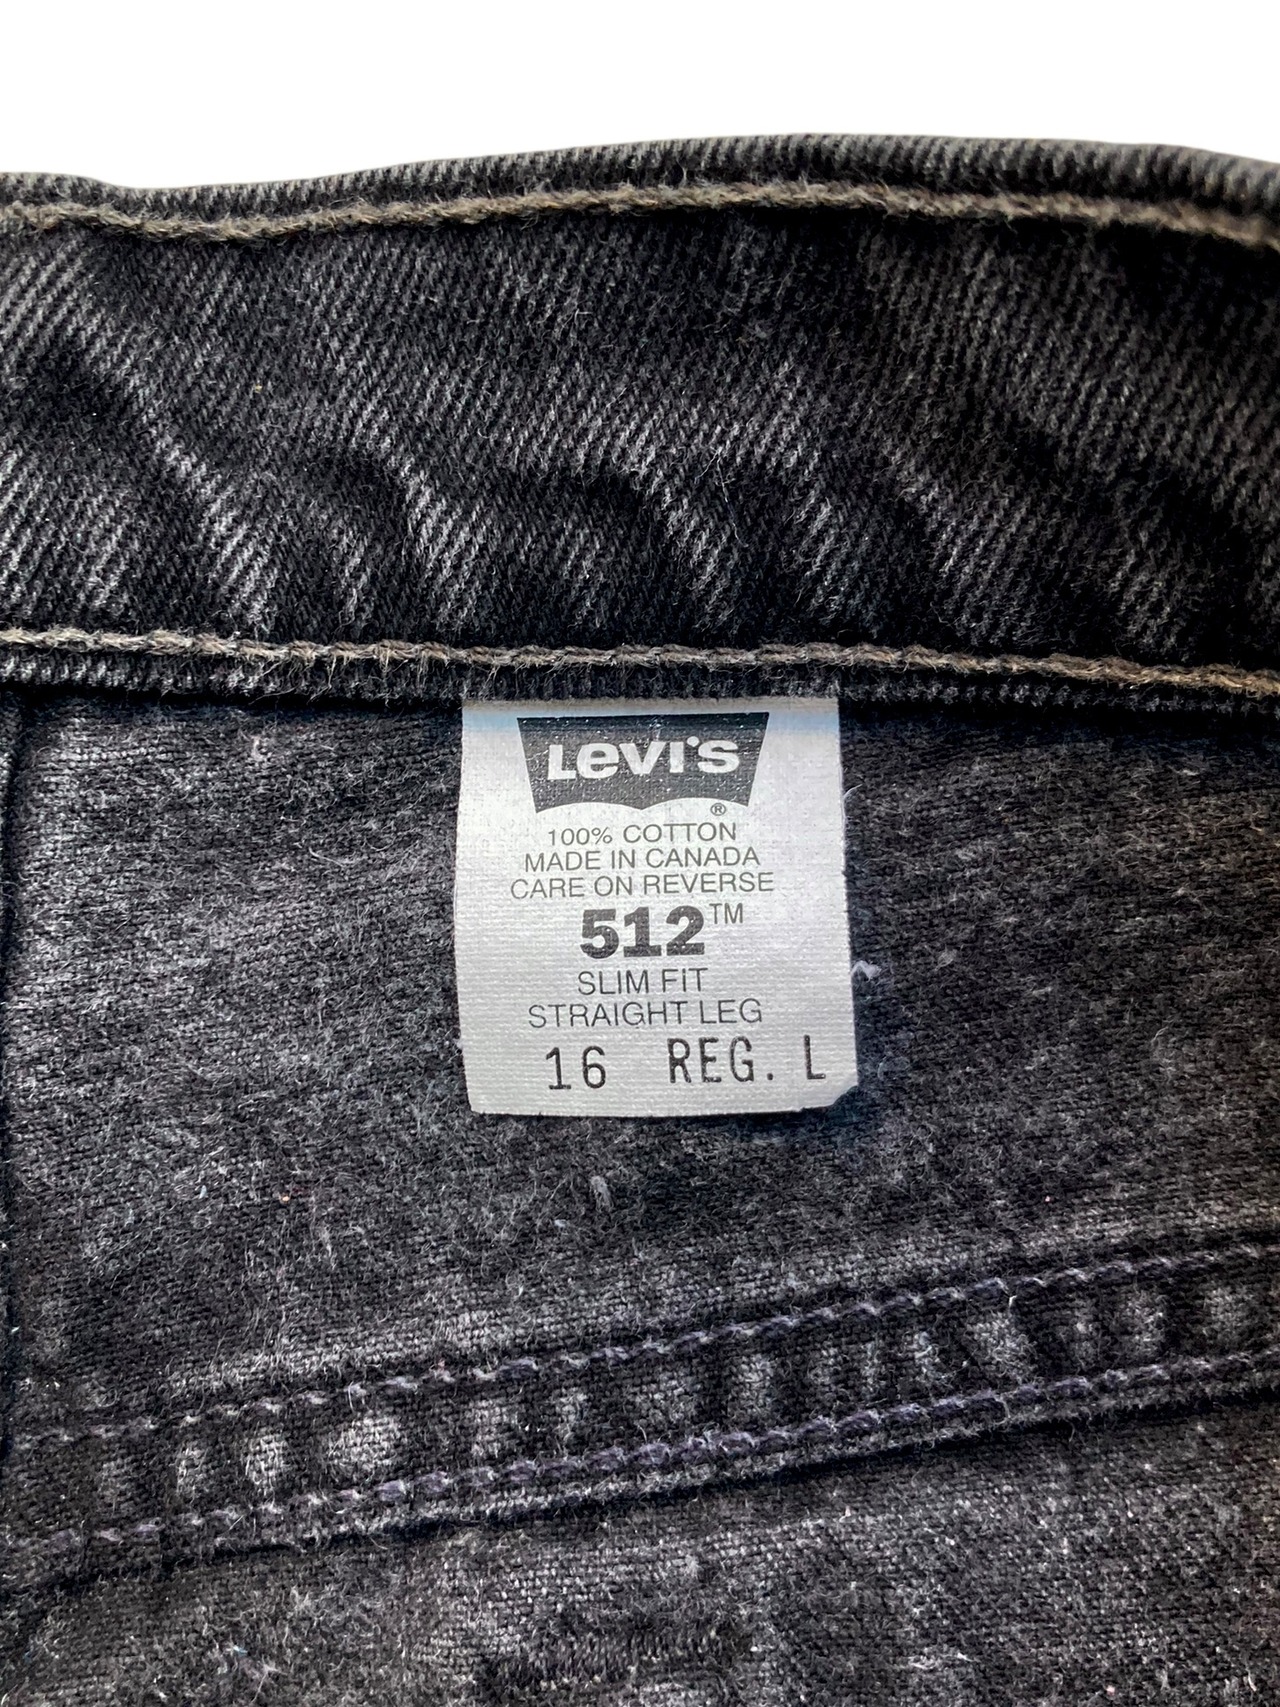 Levi's
®
100% COTTON
MADE IN CANADA
CARE ON REVERSE
512™
SLIM FIT
STRAIGHT LEG
16 REG. L